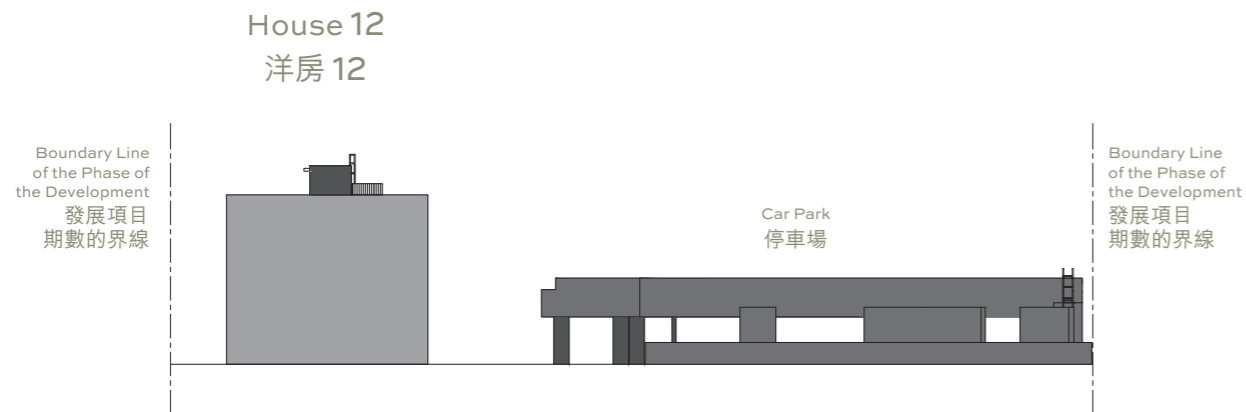 House 12
洋房 12
Boundary Line
of the Phase of
the Development
發展項目
期數的界線
Car Park
停車場
Boundary Line
of the Phase of
the Development
發展項目
期數的界線